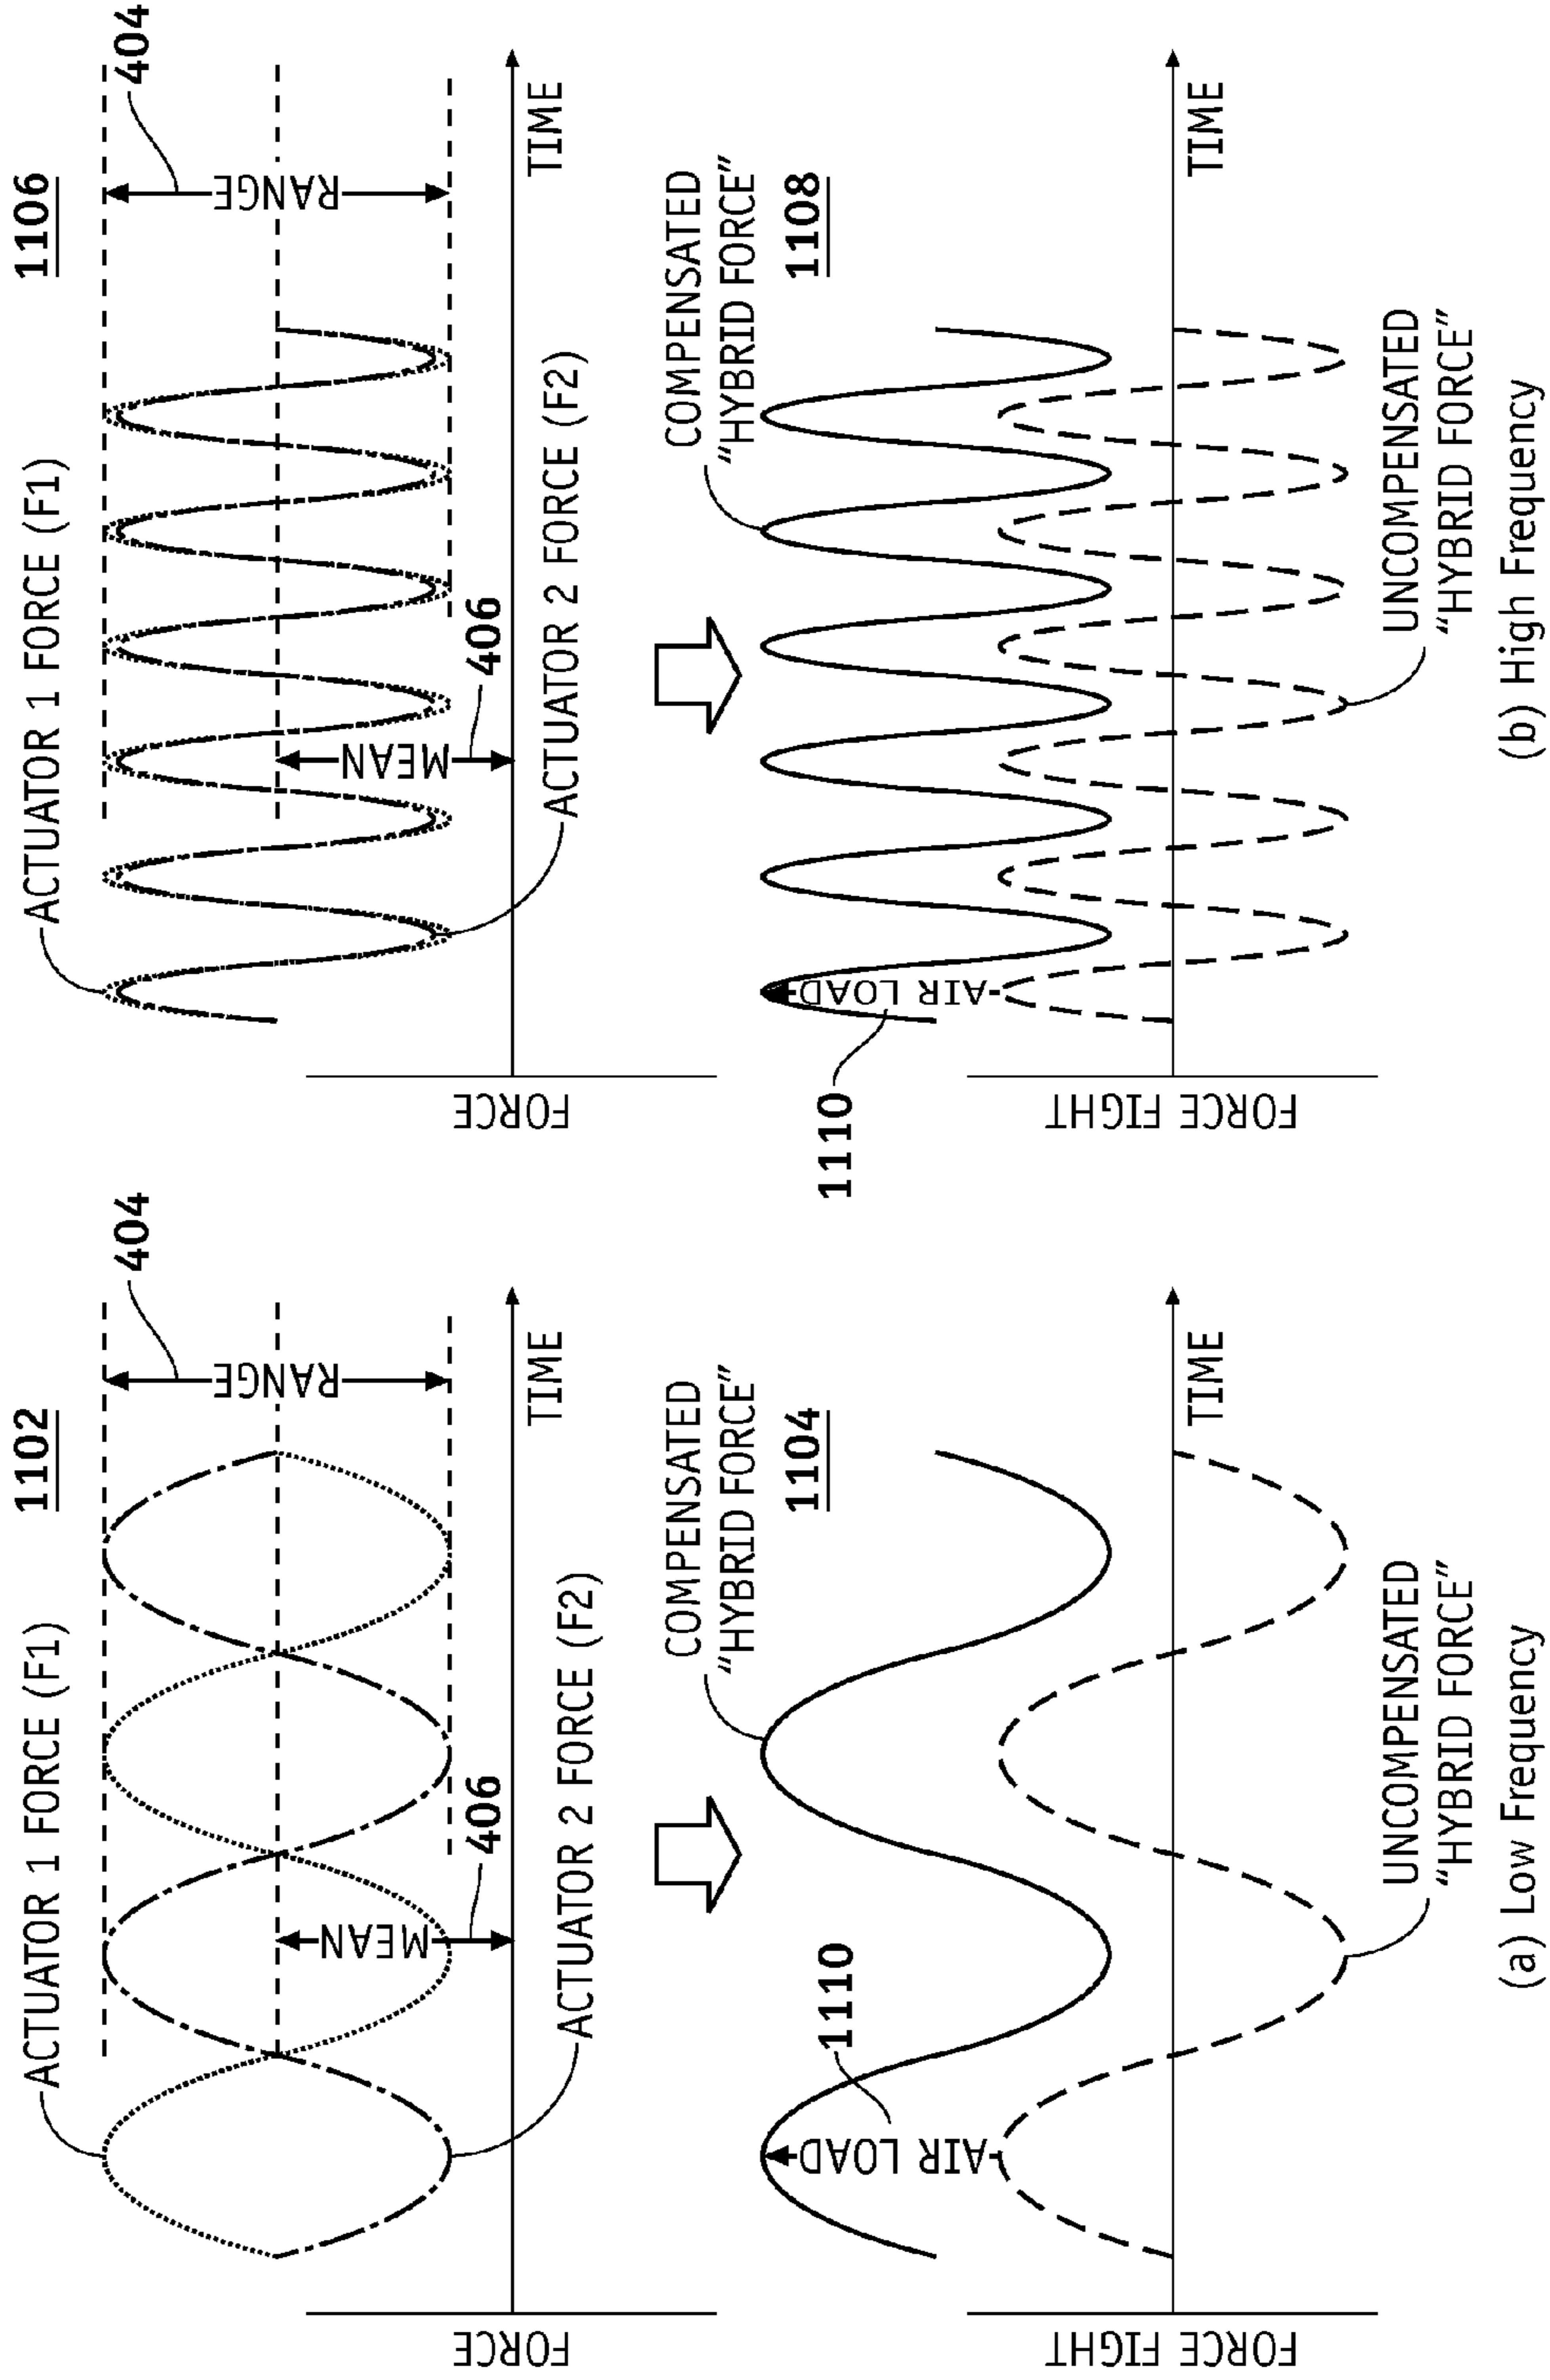 1102
404
ACTUATOR 1 FORCE (F1)
RANGE
MEAN
406
FORCE
TIME
ACTUATOR 2 FORCE (F2)
COMPENSATED
“HYBRID FORCE”
1104
1110
AIR LOAD
FORCE FIGHT
TIME
UNCOMPENSATED
“HYBRID FORCE”
(a) Low Frequency
1106
404
ACTUATOR 1 FORCE (F1)
RANGE
MEAN
406
FORCE
TIME
ACTUATOR 2 FORCE (F2)
COMPENSATED
“HYBRID FORCE”
1108
AIR LOAD
1110
FORCE FIGHT
TIME
UNCOMPENSATED
“HYBRID FORCE”
(b) High Frequency